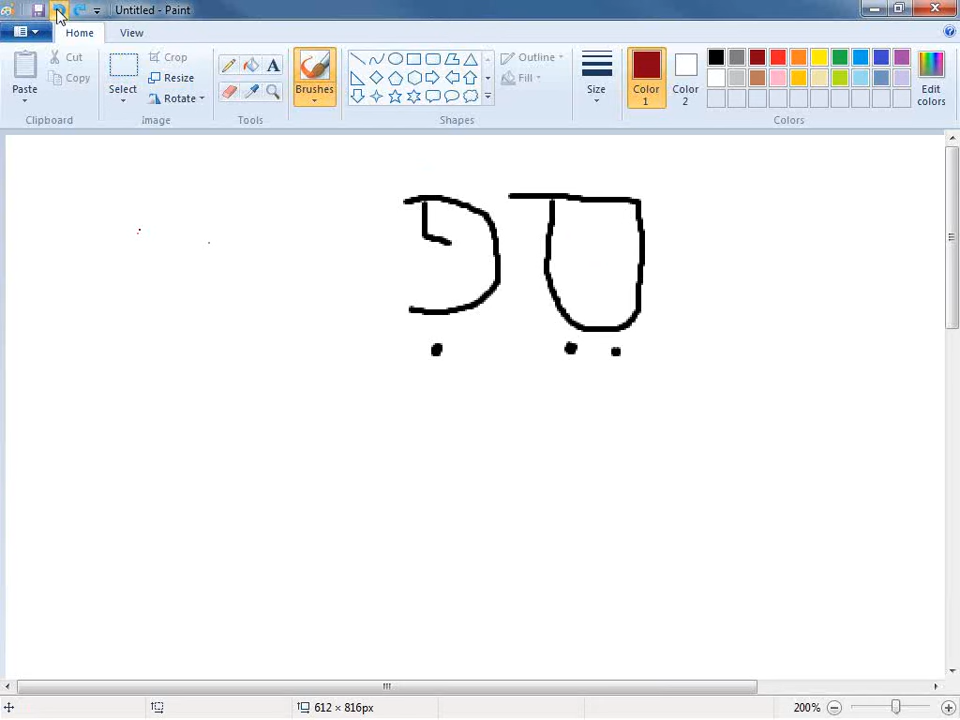 Untitled - Paint
Home View
Paste Cut Copy Select Crop Resize Rotate Brushes Outline Fill Size Color 1 Color 2 Edit colors
Clipboard Image Tools Shapes Colors
סֵפִ
612 × 816px 200%